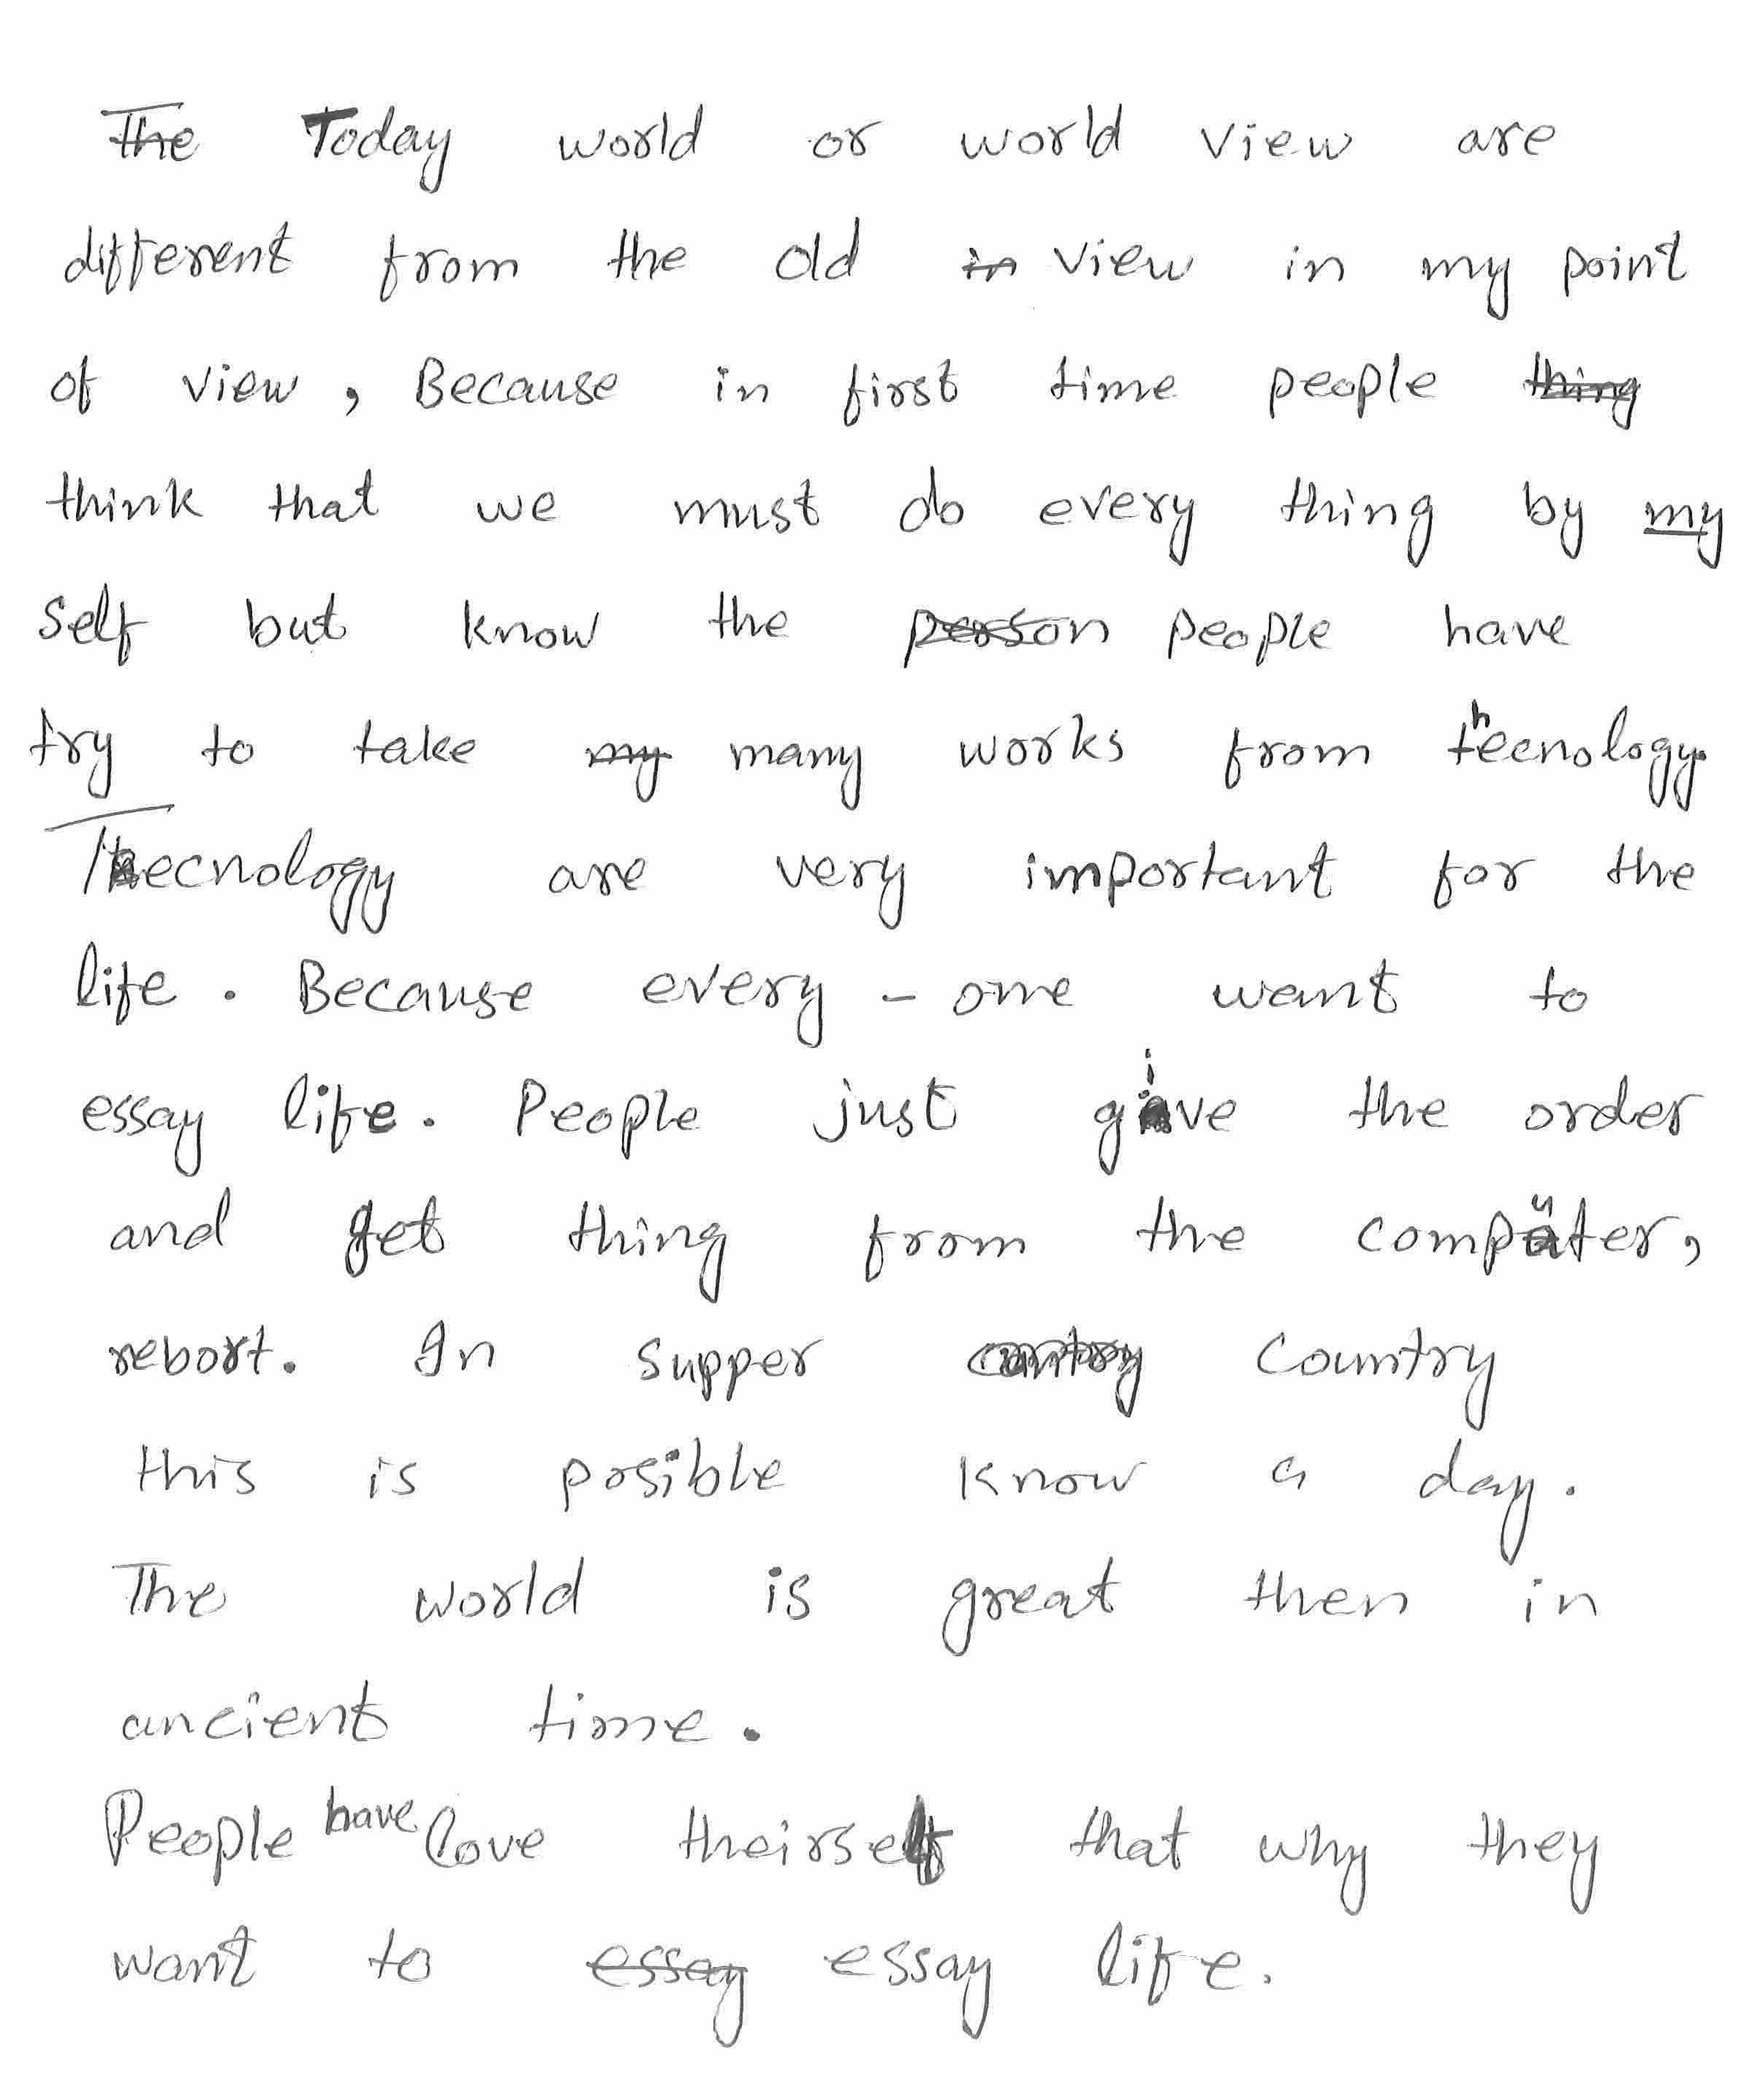 The Today world or world view are
different from the old in view in my point
of view, Because in first time people thing
think that we must do every thing by my
self but know the person people have
try to take my many works from thecnology.
Thecnology are very important for the
life. Because every-one want to
essay life. People just give the order
and get thing from the computer,
rebort. In supper cuntry country
this is posible know a day.
The world is great then in
ancient time.
People have love theirself that why they
want to essay essay life.